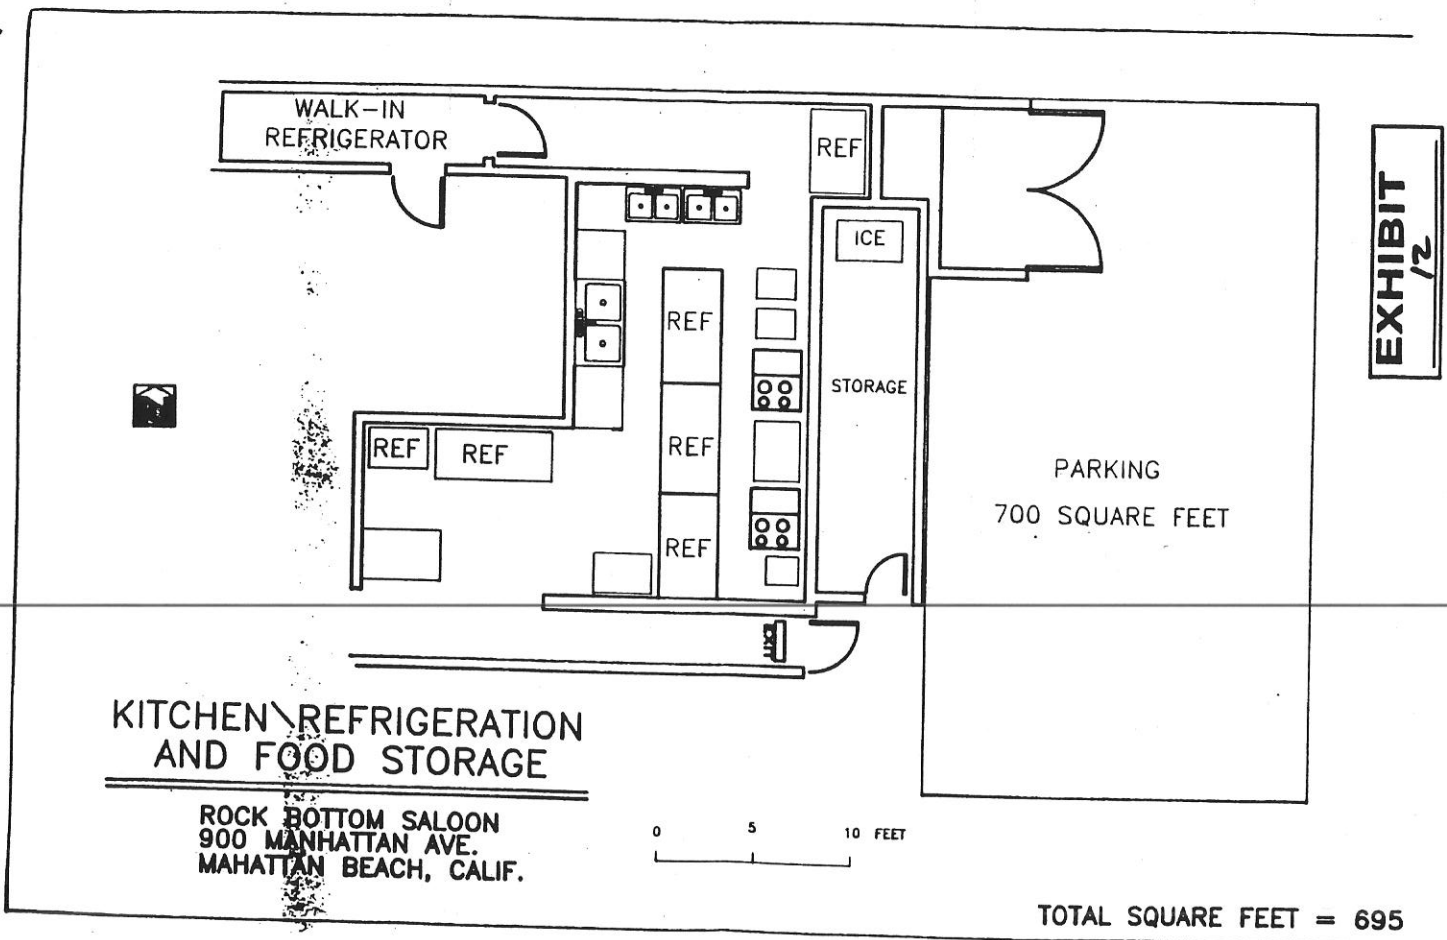 WALK-IN
REFRIGERATOR
REF
ICE
REF
STORAGE
REF
REF
REF
REF
PARKING
700 SQUARE FEET
EXHIBIT
12
KITCHEN\REFRIGERATION
AND FOOD STORAGE
ROCK BOTTOM SALOON
900 MANHATTAN AVE.
MAHATTAN BEACH, CALIF.
0 5 10 FEET
TOTAL SQUARE FEET = 695